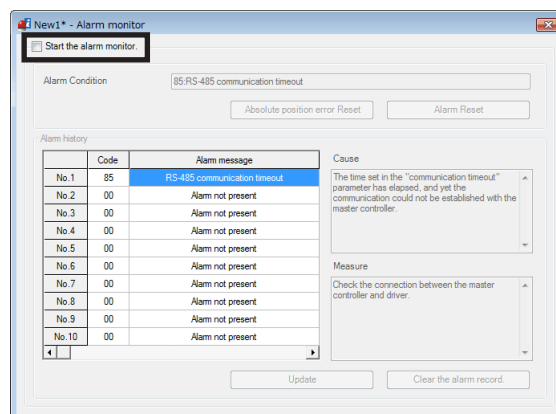 New1* - Alarm monitor
Start the alarm monitor.
Alarm Condition
85:RS-485 communication timeout
Absolute position error Reset
Alarm Reset
Alarm history
Code Alarm message
No.1 85 RS-485 communication timeout
No.2 00 Alarm not present
No.3 00 Alarm not present
No.4 00 Alarm not present
No.5 00 Alarm not present
No.6 00 Alarm not present
No.7 00 Alarm not present
No.8 00 Alarm not present
No.9 00 Alarm not present
No.10 00 Alarm not present
Cause
The time set in the "communication timeout"
parameter has elapsed, and yet the
communication could not be established with the
master controller.
Measure
Check the connection between the master
controller and driver.
Update
Clear the alarm record.